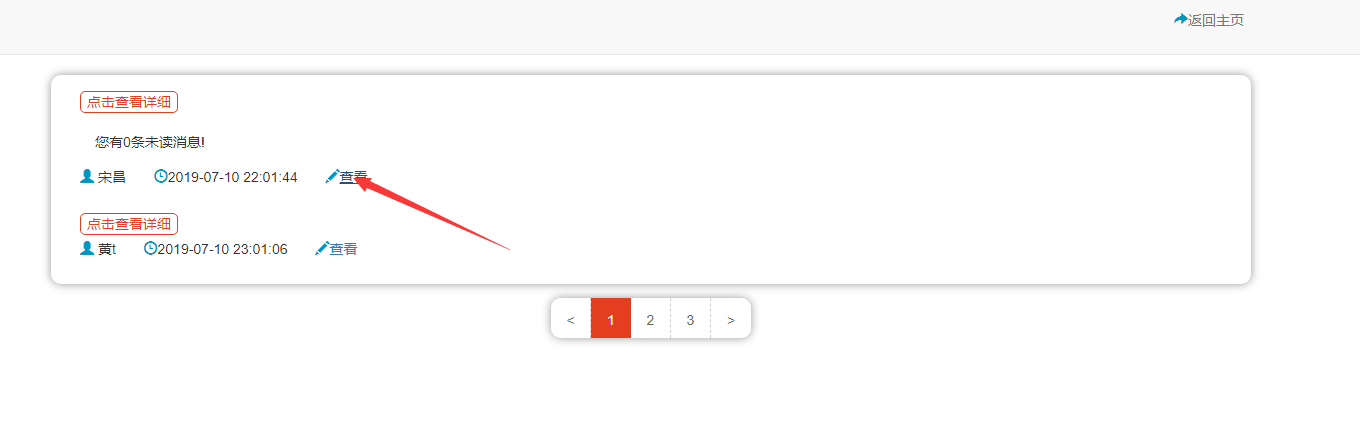 返回主页
点击查看详细
您有0条未读消息!
宋昌 2019-07-10 22:01:44 查看
点击查看详细
黄t 2019-07-10 23:01:06 查看
< 1 2 3 >